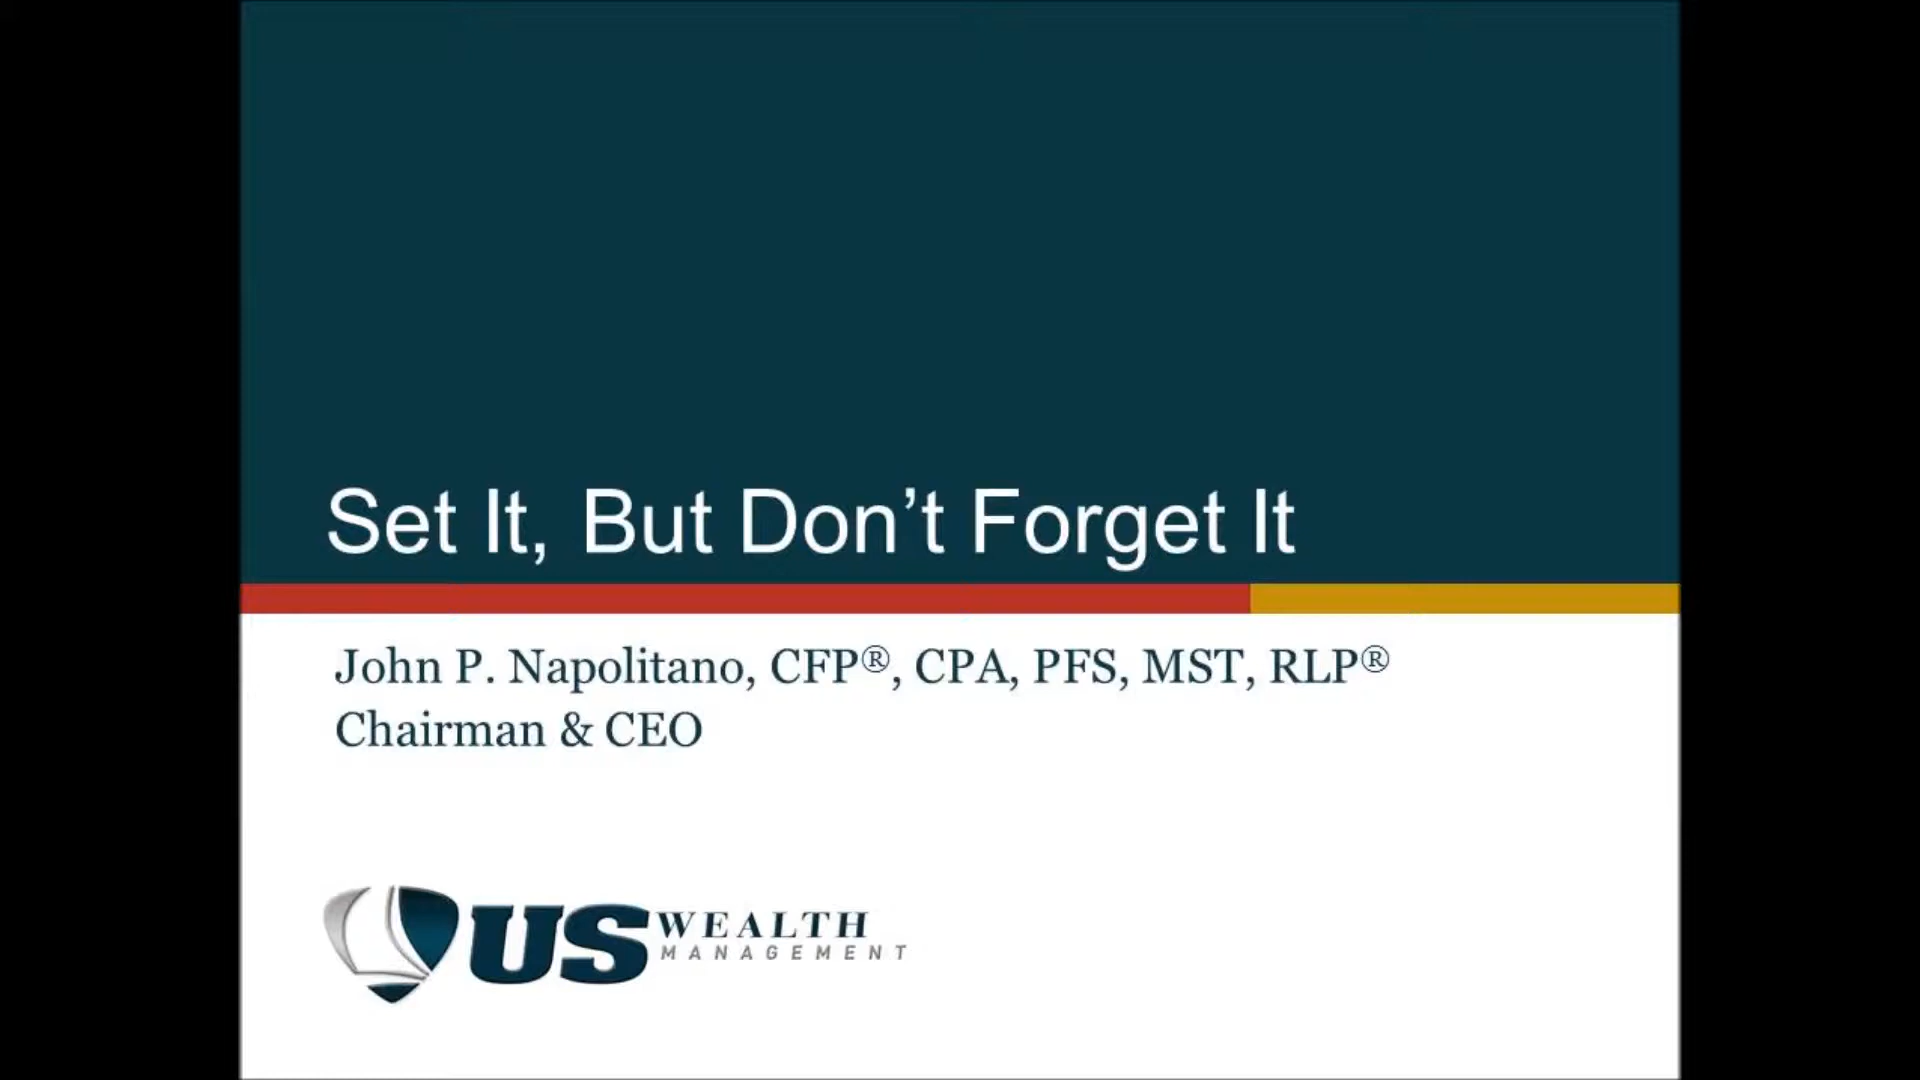 Set It, But Don’t Forget It
John P. Napolitano, CFP®, CPA, PFS, MST, RLP®
Chairman & CEO
US WEALTH
MANAGEMENT